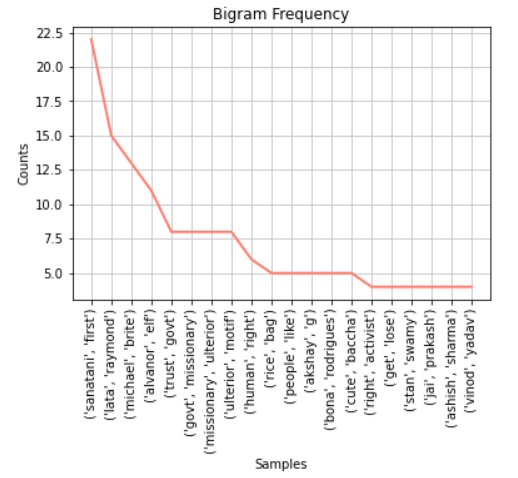 Bigram Frequency
22.5
20.0
17.5
15.0
12.5
10.0
7.5
5.0
Counts
('sanatani', 'first')
('lata', 'raymond')
('michael', 'brite')
('alvanor', 'elf')
('trust', 'govt')
('govt', 'missionary')
('missionary', 'ulterior')
('ulterior', 'motif')
('human', 'right')
('rice', 'bag')
('people', 'like')
('akshay', 'g')
('bona', 'rodrigues')
('cute', 'baccha')
('right', 'activist')
('get', 'lose')
('stan', 'swamy')
('jai', 'prakash')
('ashish', 'sharma')
('vinod', 'yadav')
Samples